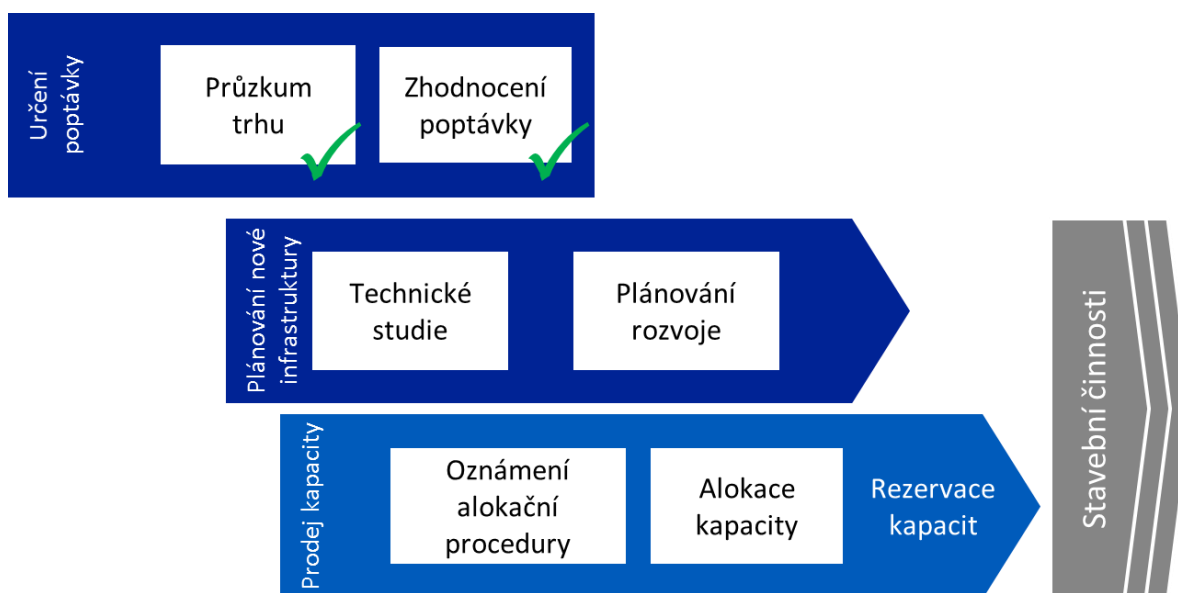 Určení
poptávky
Průzkum
trhu
Zhodnocení
poptávky
Plánování nové
infrastruktury
Technické
studie
Plánování
rozvoje
Prodej kapacity
Oznámení
alokační
procedury
Alokace
kapacity
Rezervace
kapacit
Stavební činnosti